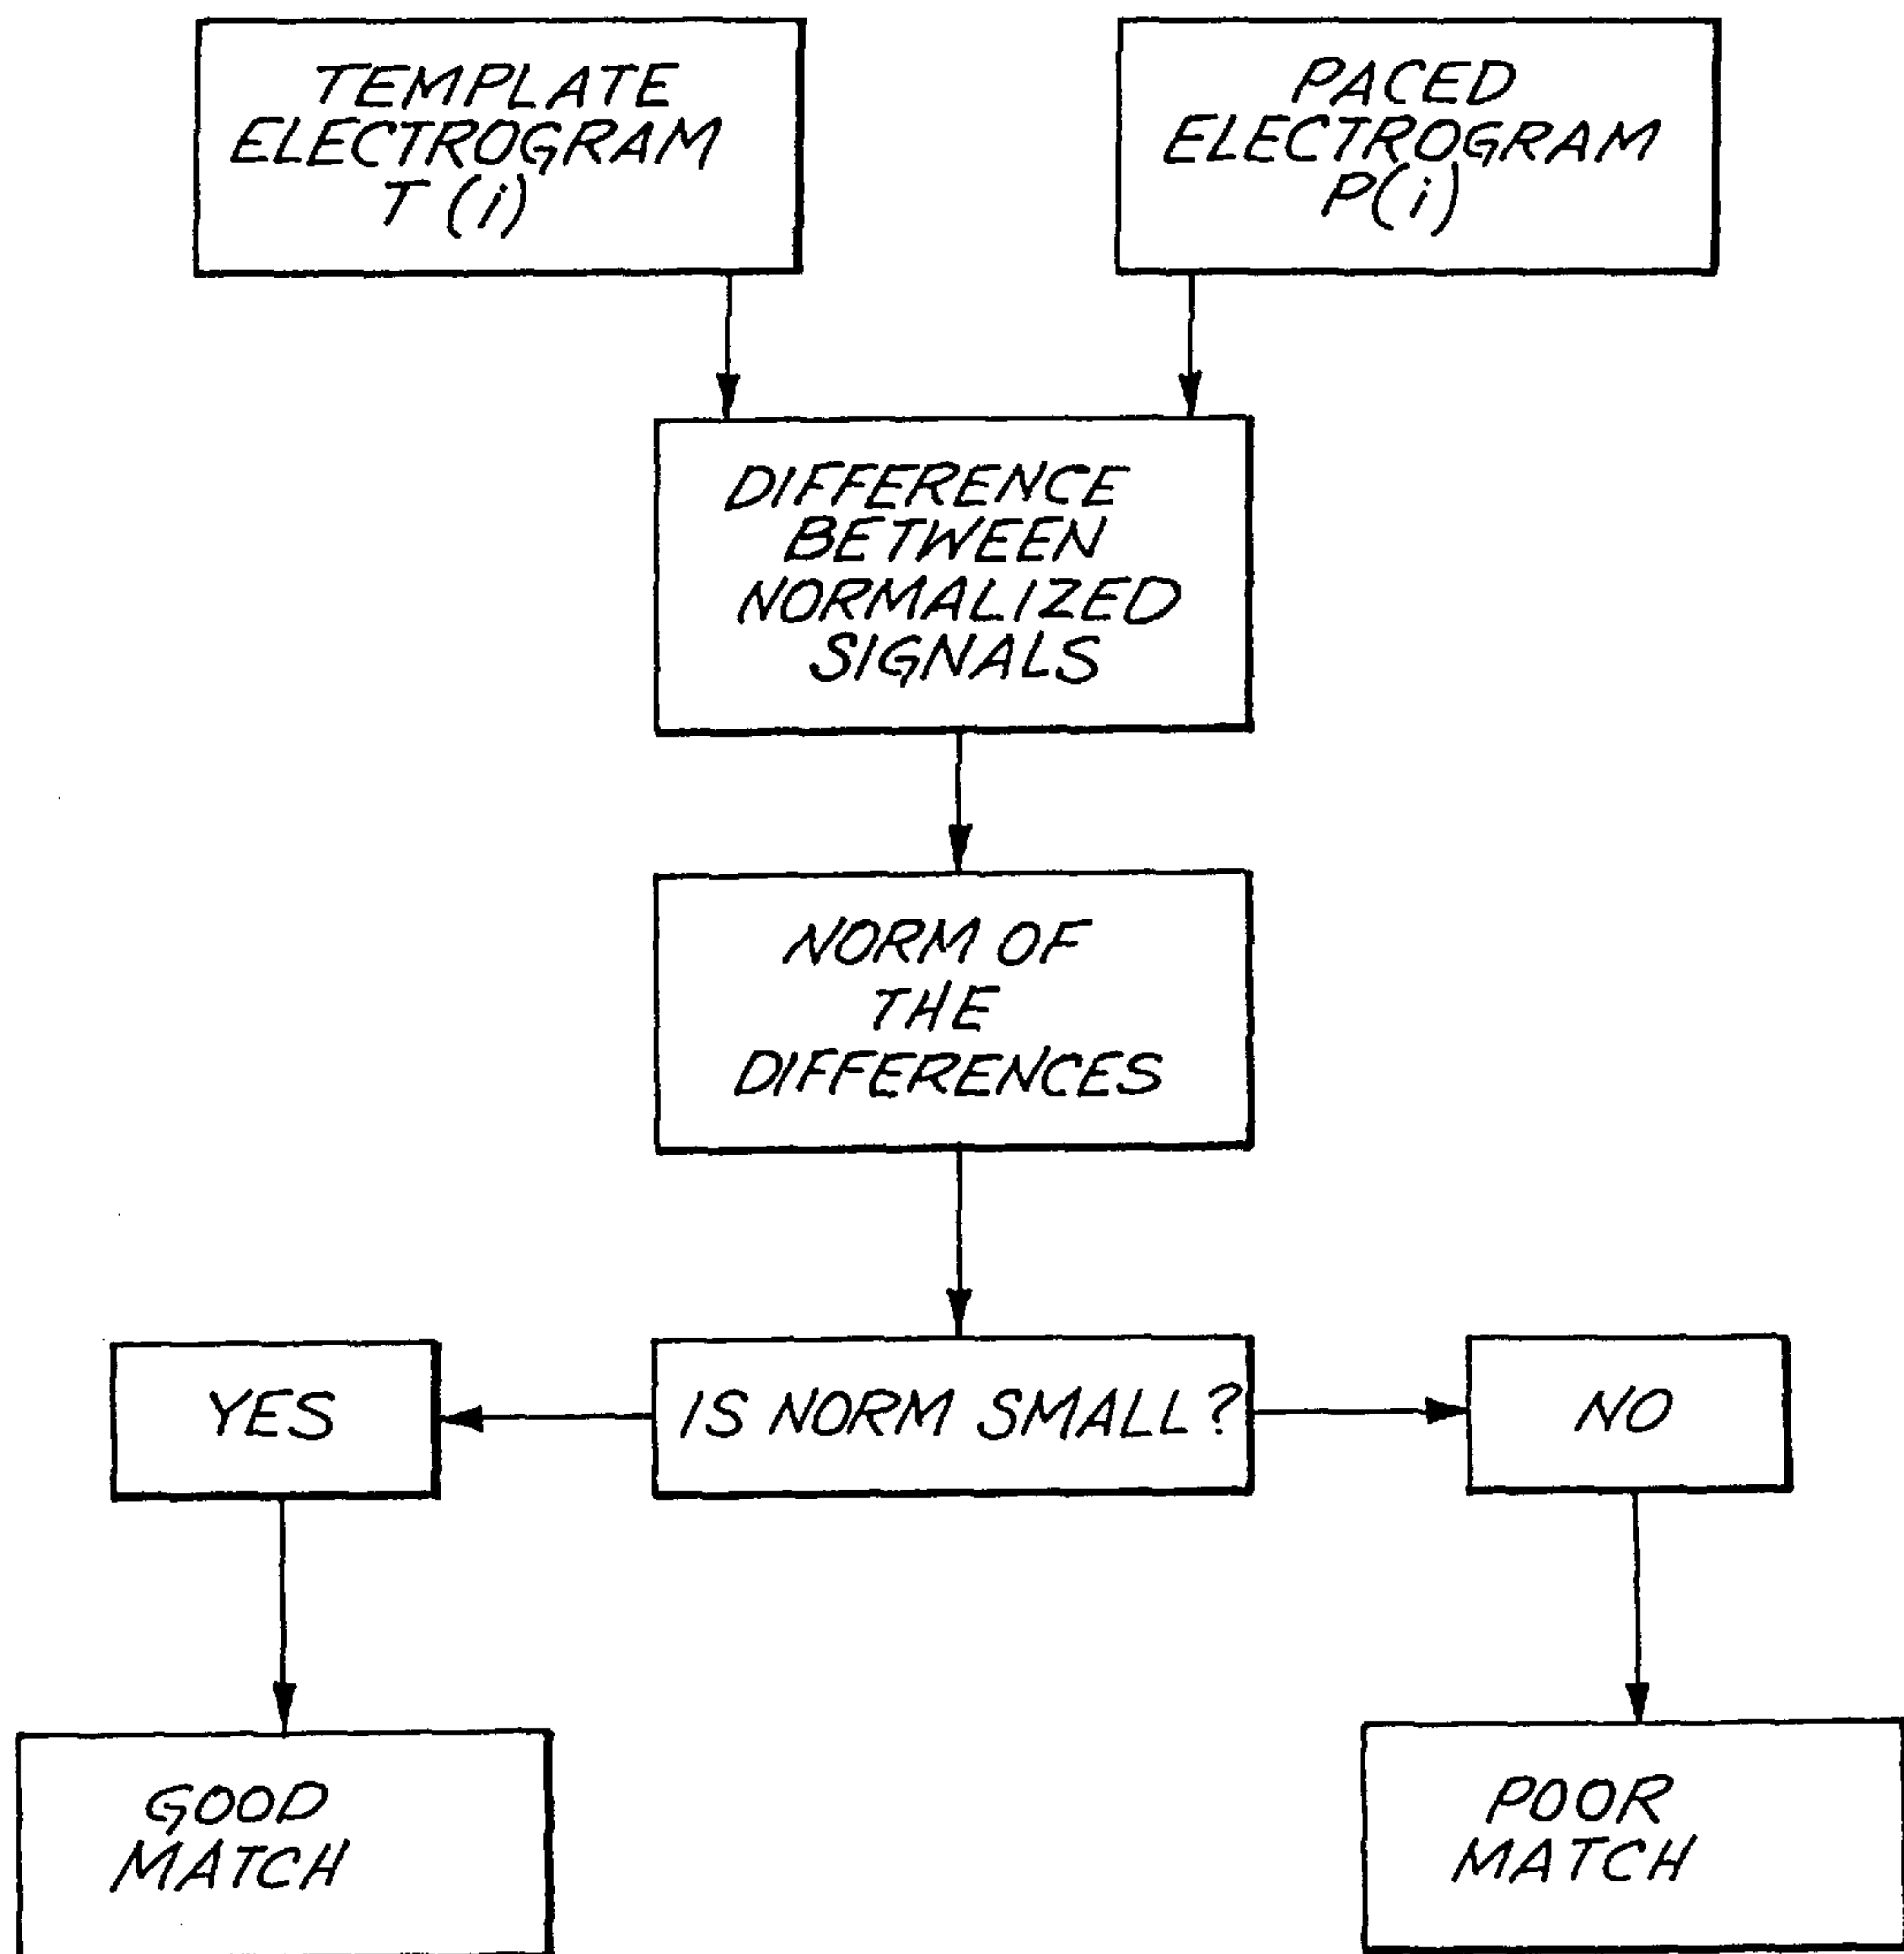 TEMPLATE
ELECTROGRAM
T (i)
PACED
ELECTROGRAM
P(i)
DIFFERENCE
BETWEEN
NORMALIZED
SIGNALS
NORM OF
THE
DIFFERENCES
YES
IS NORM SMALL?
NO
GOOD
MATCH
POOR
MATCH